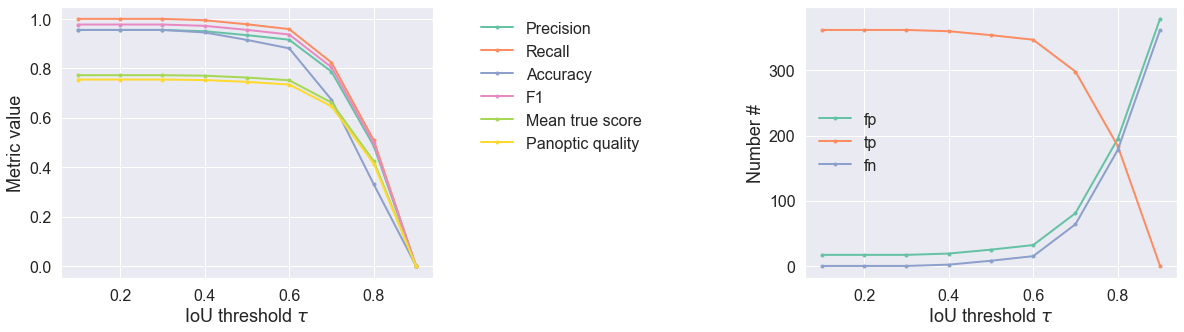 Metric value
1.0
0.8
0.6
0.4
0.2
0.0
0.2
0.4
0.6
0.8
IoU threshold τ
Precision
Recall
Accuracy
F1
Mean true score
Panoptic quality
Number #
300
200
100
0
fp
tp
fn
0.2
0.4
0.6
0.8
IoU threshold τ